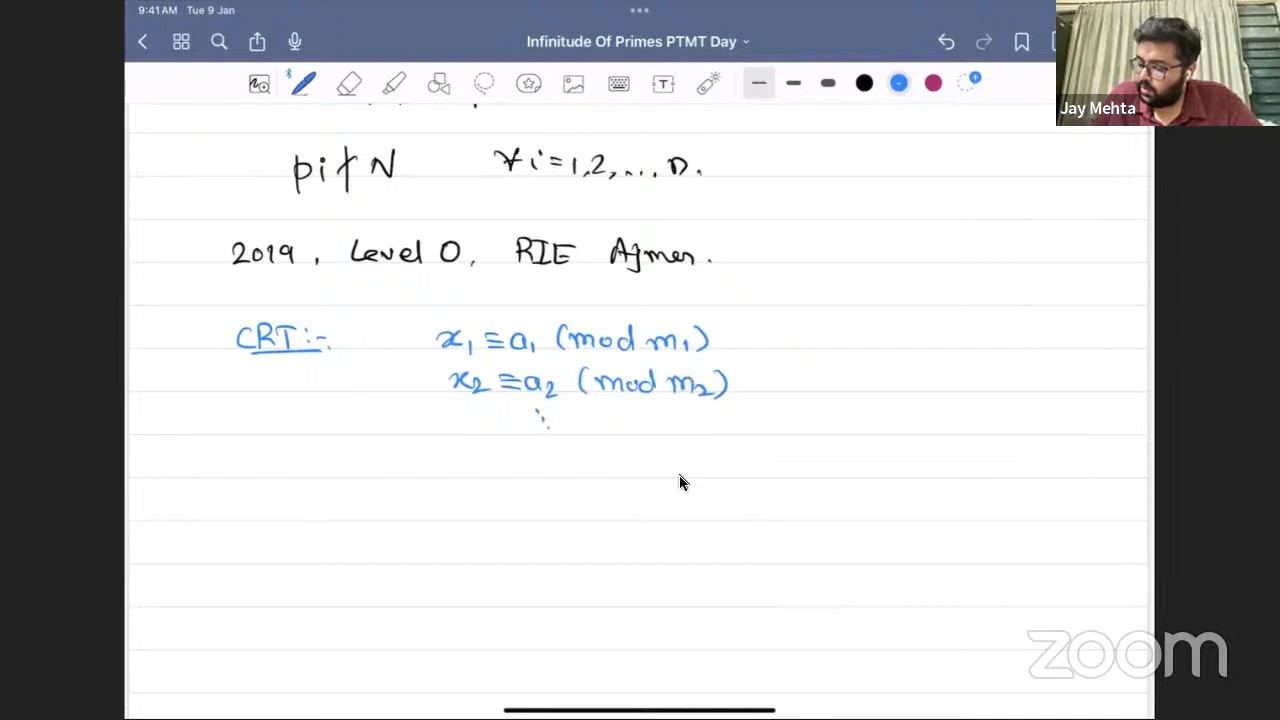 9:41 AM Tue 9 Jan
Infinitude Of Primes PTMT Day
Jay Mehta
pi ∤ N ∀ i = 1,2,..., n.
2019, Level 0, RIE Ajmer.
CRT:- x₁ ≡ a₁ (mod m₁)
x₂ ≡ a₂ (mod m₂)
⋮
zoom